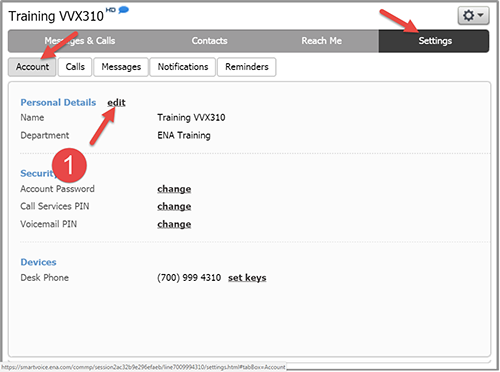 Training VVX310 HD
Messages & Calls Contacts Reach Me Settings
Account Calls Messages Notifications Reminders
Personal Details edit
Name Training VVX310
Department ENA Training
1
Security
Account Password change
Call Services PIN change
Voicemail PIN change
Devices
Desk Phone (700) 999 4310 set keys
https://smartvoice.ena.com/commp/session2ac32b9e296efaeb/line7009994310/settings.html#tabBox=Account